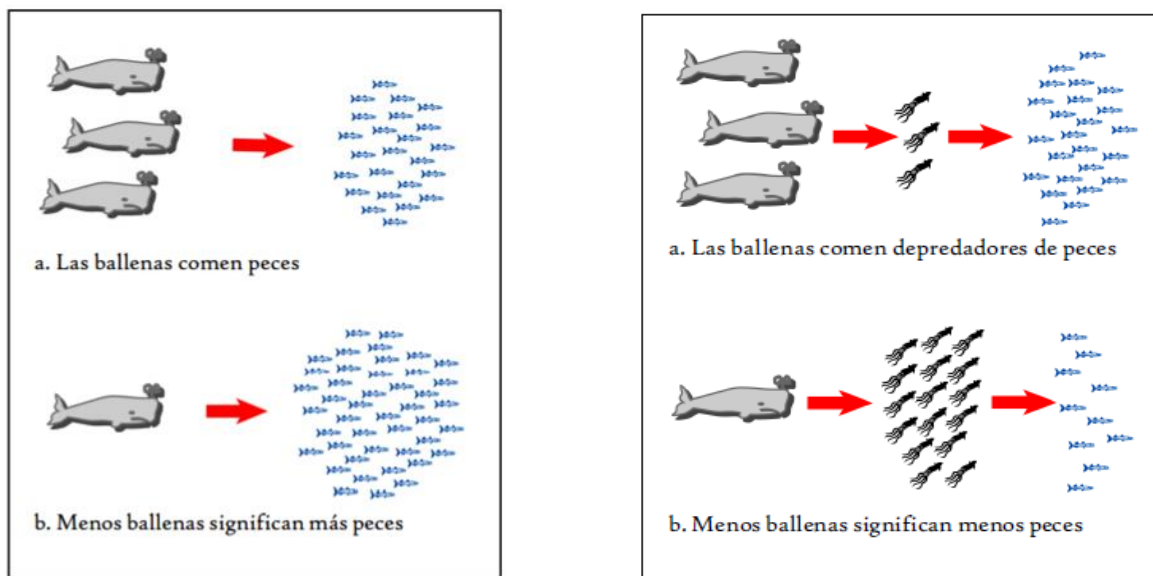 a. Las ballenas comen peces
b. Menos ballenas significan más peces
a. Las ballenas comen depredadores de peces
b. Menos ballenas significan menos peces